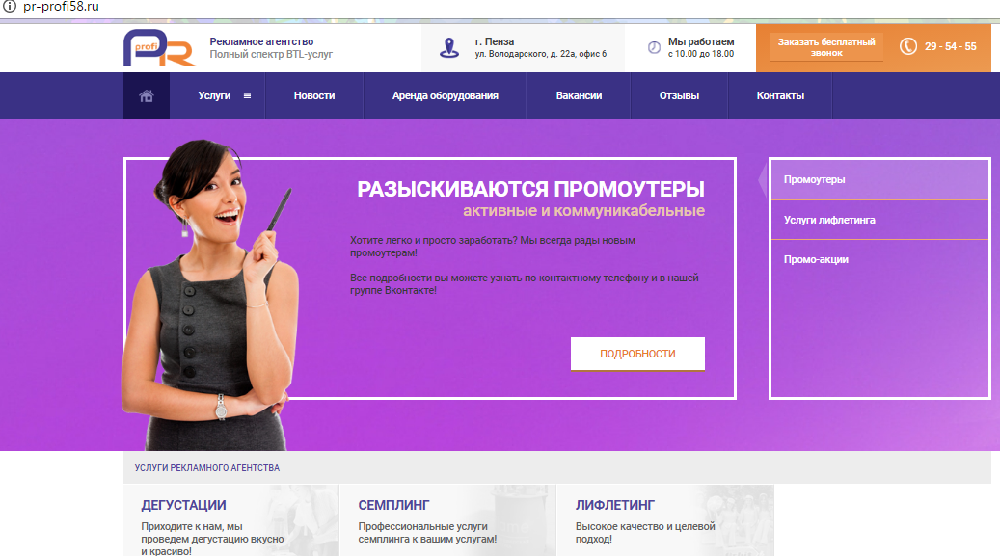 pr-profi58.ru
profi
PR
Рекламное агентство
Полный спектр BTL-услуг
г. Пенза
ул. Володарского, д. 22а, офис 6
Мы работаем
с 10.00 до 18.00
Заказать бесплатный
звонок
29 - 54 - 55
Услуги
Новости
Аренда оборудования
Вакансии
Отзывы
Контакты
РАЗЫСКИВАЮТСЯ ПРОМОУТЕРЫ
активные и коммуникабельные
Хотите легко и просто заработать? Мы всегда рады новым
промоутерам!
Все подробности вы можете узнать по контактному телефону и в нашей
группе Вконтакте!
ПОДРОБНОСТИ
Промоутеры
Услуги лифлетинга
Промо-акции
УСЛУГИ РЕКЛАМНОГО АГЕНТСТВА
ДЕГУСТАЦИИ
Приходите к нам, мы
проведем дегустацию вкусно
и красиво!
СЕМПЛИНГ
Профессиональные услуги
семплинга к вашим услугам!
ЛИФЛЕТИНГ
Высокое качество и целевой
подход!